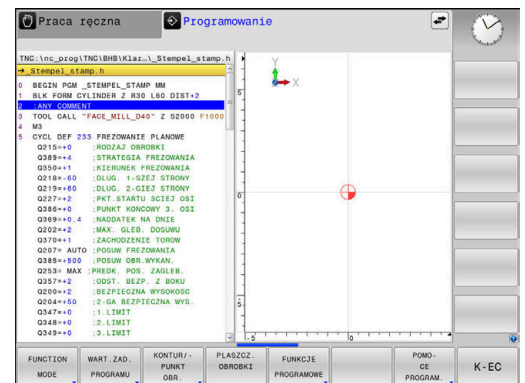 Praca ręczna
Programowanie
TNC:\nc_prog\TNC\BHB\Klar…\_Stempel_stamp.h
→_Stempel_stamp.h
0 BEGIN PGM _STEMPEL_STAMP MM
1 BLK FORM CYLINDER Z R30 L60 DIST+2
2 ;ANY COMMENT
3 TOOL CALL "FACE_MILL_D40" Z S2000 F1000
4 M3
5 CYCL DEF 233 FREZOWANIE PLANOWE
Q215=+0 ;RODZAJ OBROBKI
Q389=+4 ;STRATEGIA FREZOWANIA
Q350=+1 ;KIERUNEK FREZOWANIA
Q218=-60 ;DLUG. 1-SZEJ STRONY
Q219=+60 ;DLUG. 2-GIEJ STRONY
Q227=+2 ;PKT.STARTU 3CIEJ OSI
Q386=+0 ;PUNKT KONCOWY 3. OSI
Q369=+0.4 ;NADDATEK NA DNIE
Q202=+2 ;MAX. GLEB. DOSUWU
Q370=+1 ;ZACHODZENIE TOROW
Q207= AUTO ;POSUW FREZOWANIA
Q385=+500 ;POSUW OBR.WYKAN.
Q253= MAX ;PREDK. POS. ZAGLEB.
Q357=+2 ;ODST. BEZP. Z BOKU
Q200=+2 ;BEZPIECZNA WYSOKOSC
Q204=+50 ;2-GA BEZPIECZNA WYS.
Q347=+0 ;1.LIMIT
Q348=+0 ;2.LIMIT
Q349=+0 ;3.LIMIT
Y
X
5
0
5
-5
0
FUNCTION MODE
WART.ZAD. PROGRAMU
KONTUR/- PUNKT OBR.
PLASZCZ. OBROBKI
FUNKCJE PROGRAMOWE
POMO- CE PROGRAM.
K-EC